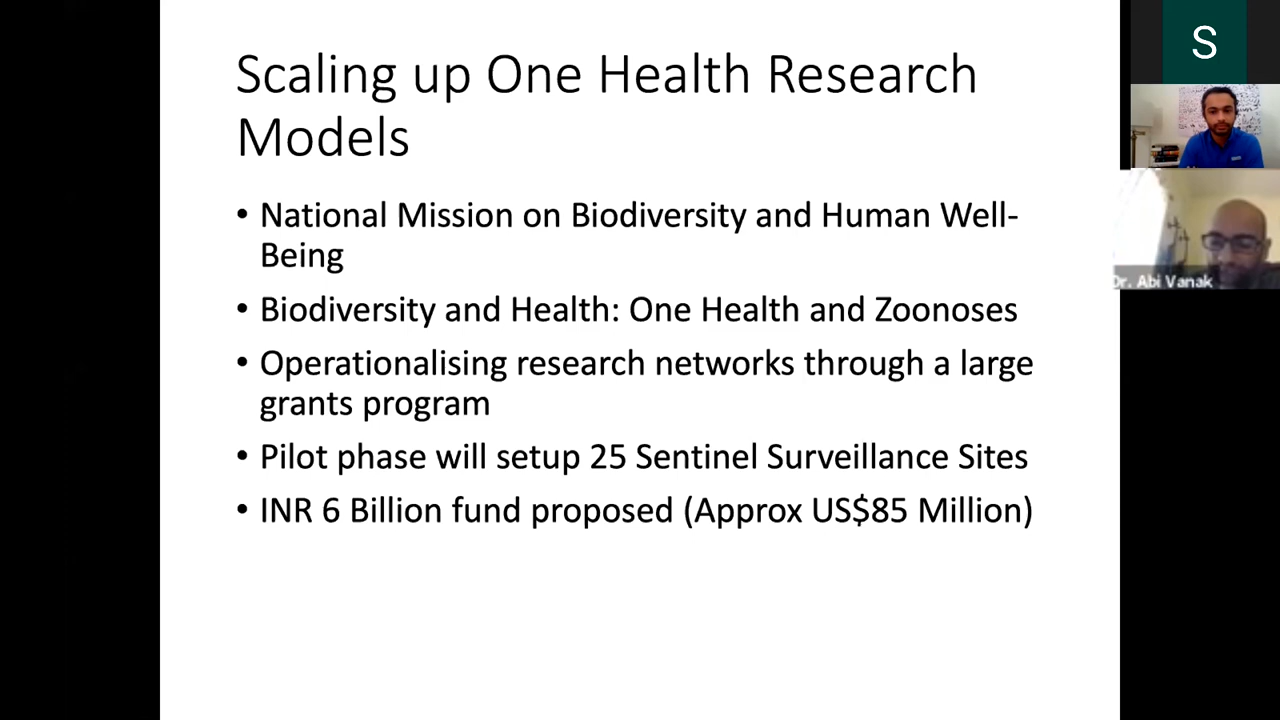 Scaling up One Health Research
Models
• National Mission on Biodiversity and Human Well-
Being
• Biodiversity and Health: One Health and Zoonoses
• Operationalising research networks through a large
grants program
• Pilot phase will setup 25 Sentinel Surveillance Sites
• INR 6 Billion fund proposed (Approx US$85 Million)
S
Dr. Abi Vanak